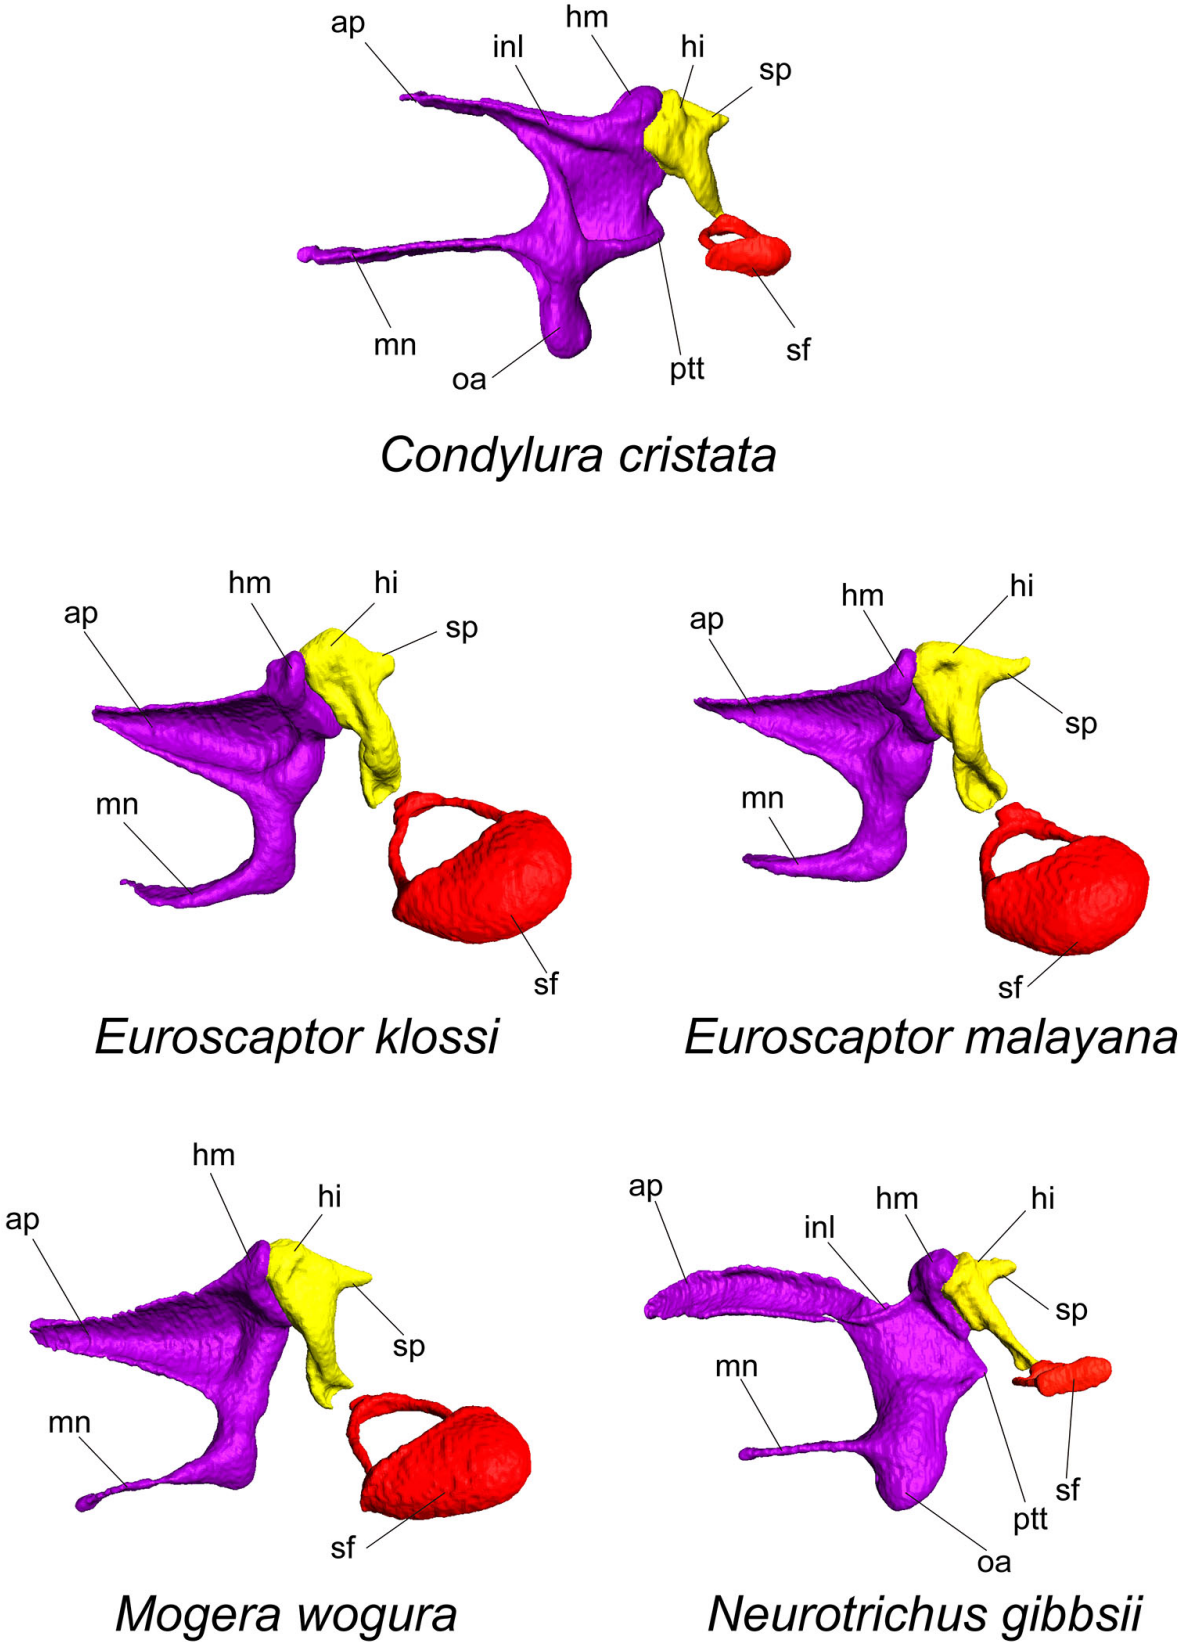 ap
inl
hm
hi
sp
mn
oa
ptt
sf
Condylura cristata
ap
hm
hi
sp
mn
sf
Euroscaptor klossi
ap
hm
hi
sp
mn
sf
Euroscaptor malayana
ap
hm
hi
sp
mn
sf
Mogera wogura
ap
inl
hm
hi
sp
mn
sf
ptt
oa
Neurotrichus gibbsii